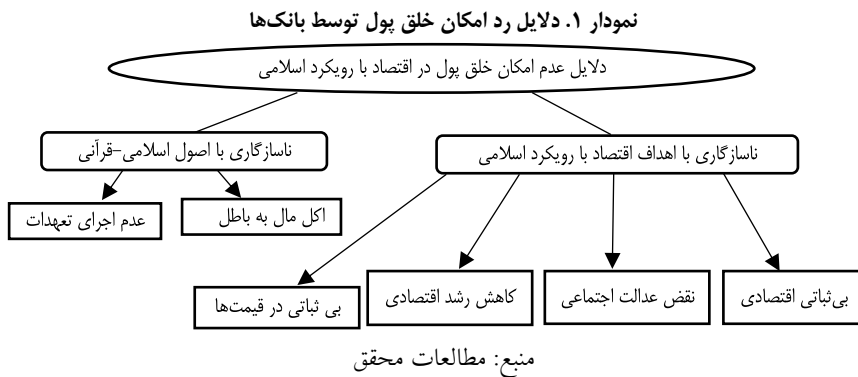 نمودار ۱. دلایل رد امکان خلق پول توسط بانک‌ها
دلایل عدم امکان خلق پول در اقتصاد با رویکرد اسلامی
ناسازگاری با اهداف اقتصاد با رویکرد اسلامی
ناسازگاری با اصول اسلامی-قرآنی
اکل مال به باطل
عدم اجرای تعهدات
بی‌ثباتی اقتصادی
نقض عدالت اجتماعی
کاهش رشد اقتصادی
بی ثباتی در قیمت‌ها
منبع: مطالعات محقق